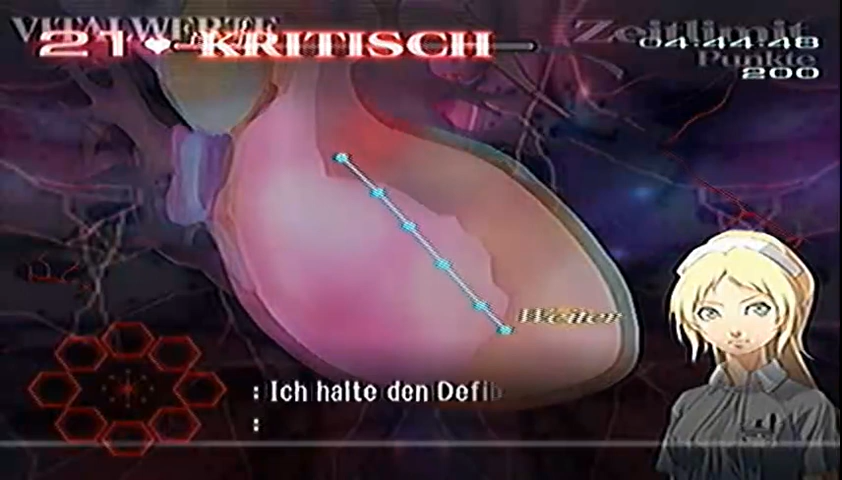 VITALWERTE
21 KRITISCH
Zeitlimit
04:44:48
Punkte
200
Weiter
: Ich halte den Defib
: